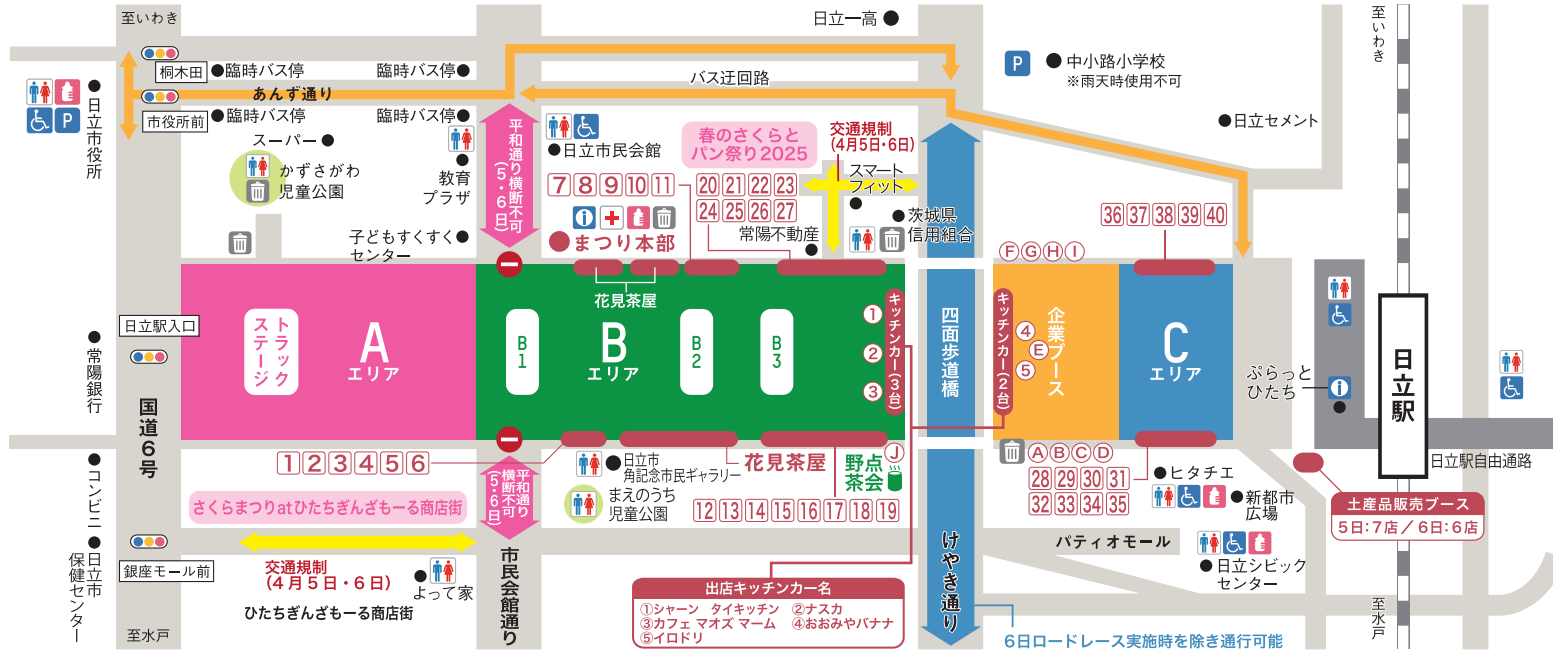 至いわき
日立一高
至いわき
桐木田
臨時バス停
臨時バス停
バス迂回路
P
中小路小学校
※雨天時使用不可
あんず通り
日立市役所
P
市役所前
臨時バス停
臨時バス停
スーパー
かずさがわ
児童公園
教育
プラザ
平和通り横断不可
(5・6日)
日立市民会館
春のさくらと
パン祭り2025
交通規制
(4月5日・6日)
スマート
フィット
日立セメント
7 8 9 10 11
20 21 22 23
24 25 26 27
茨城県
信用組合
常陽不動産
36 37 38 39 40
まつり本部
子どもすくすく
センター
花見茶屋
F G H I
日立駅入口
トラック
ステージ
A
エリア
B1
B
エリア
B2
B3
①
②
③
キッチンカー(3台)
四面歩道橋
キッチンカー(2台)
④
E
⑤
企業ブース
C
エリア
ぷらっと
ひたち
日立駅
常陽銀行
国道6号
コンビニ
1 2 3 4 5 6
平和通り
横断不可
(5・6日)
日立市
角記念市民ギャラリー
まえのうち
児童公園
花見茶屋
野点
茶会
J
12 13 14 15 16 17 18 19
A B C D
28 29 30 31
32 33 34 35
ヒタチエ
新都市
広場
日立駅自由通路
土産品販売ブース
5日:7店/6日:6店
さくらまつりatひたちぎんざもーる商店街
日立市
保健センター
銀座モール前
交通規制
(4月5日・6日)
よって家
ひたちぎんざもーる商店街
市民会館通り
けやき通り
パティオモール
日立シビック
センター
出店キッチンカー名
①シャーン タイキッチン ②ナスカ
③カフェ マオズ マーム ④おおみやバナナ
⑤イロドリ
6日ロードレース実施時を除き通行可能
至水戸
至水戸